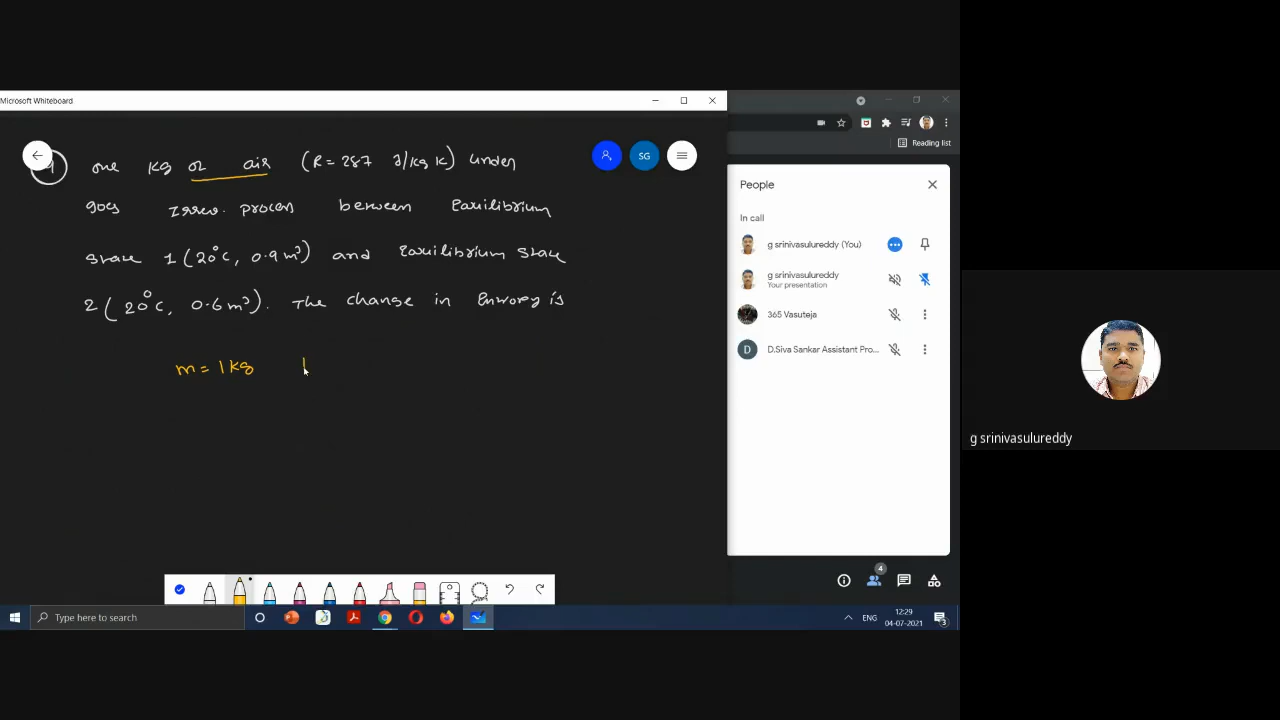 Microsoft Whiteboard
one kg of air (R = 287 J/kg K) under
SG
Reading list
goes Irrev. process between Equilibrium
state 1 (20°C, 0.9 m³) and Equilibrium state
2 (20°C, 0.6 m³). The change in Entropy is
m = 1 kg
People
In call
g srinivasulureddy (You)
g srinivasulureddy
Your presentation
365 Vasuteja
D.Siva Sankar Assistant Pro...
g srinivasulureddy
4
Type here to search
ENG
12:29
04-07-2021
3